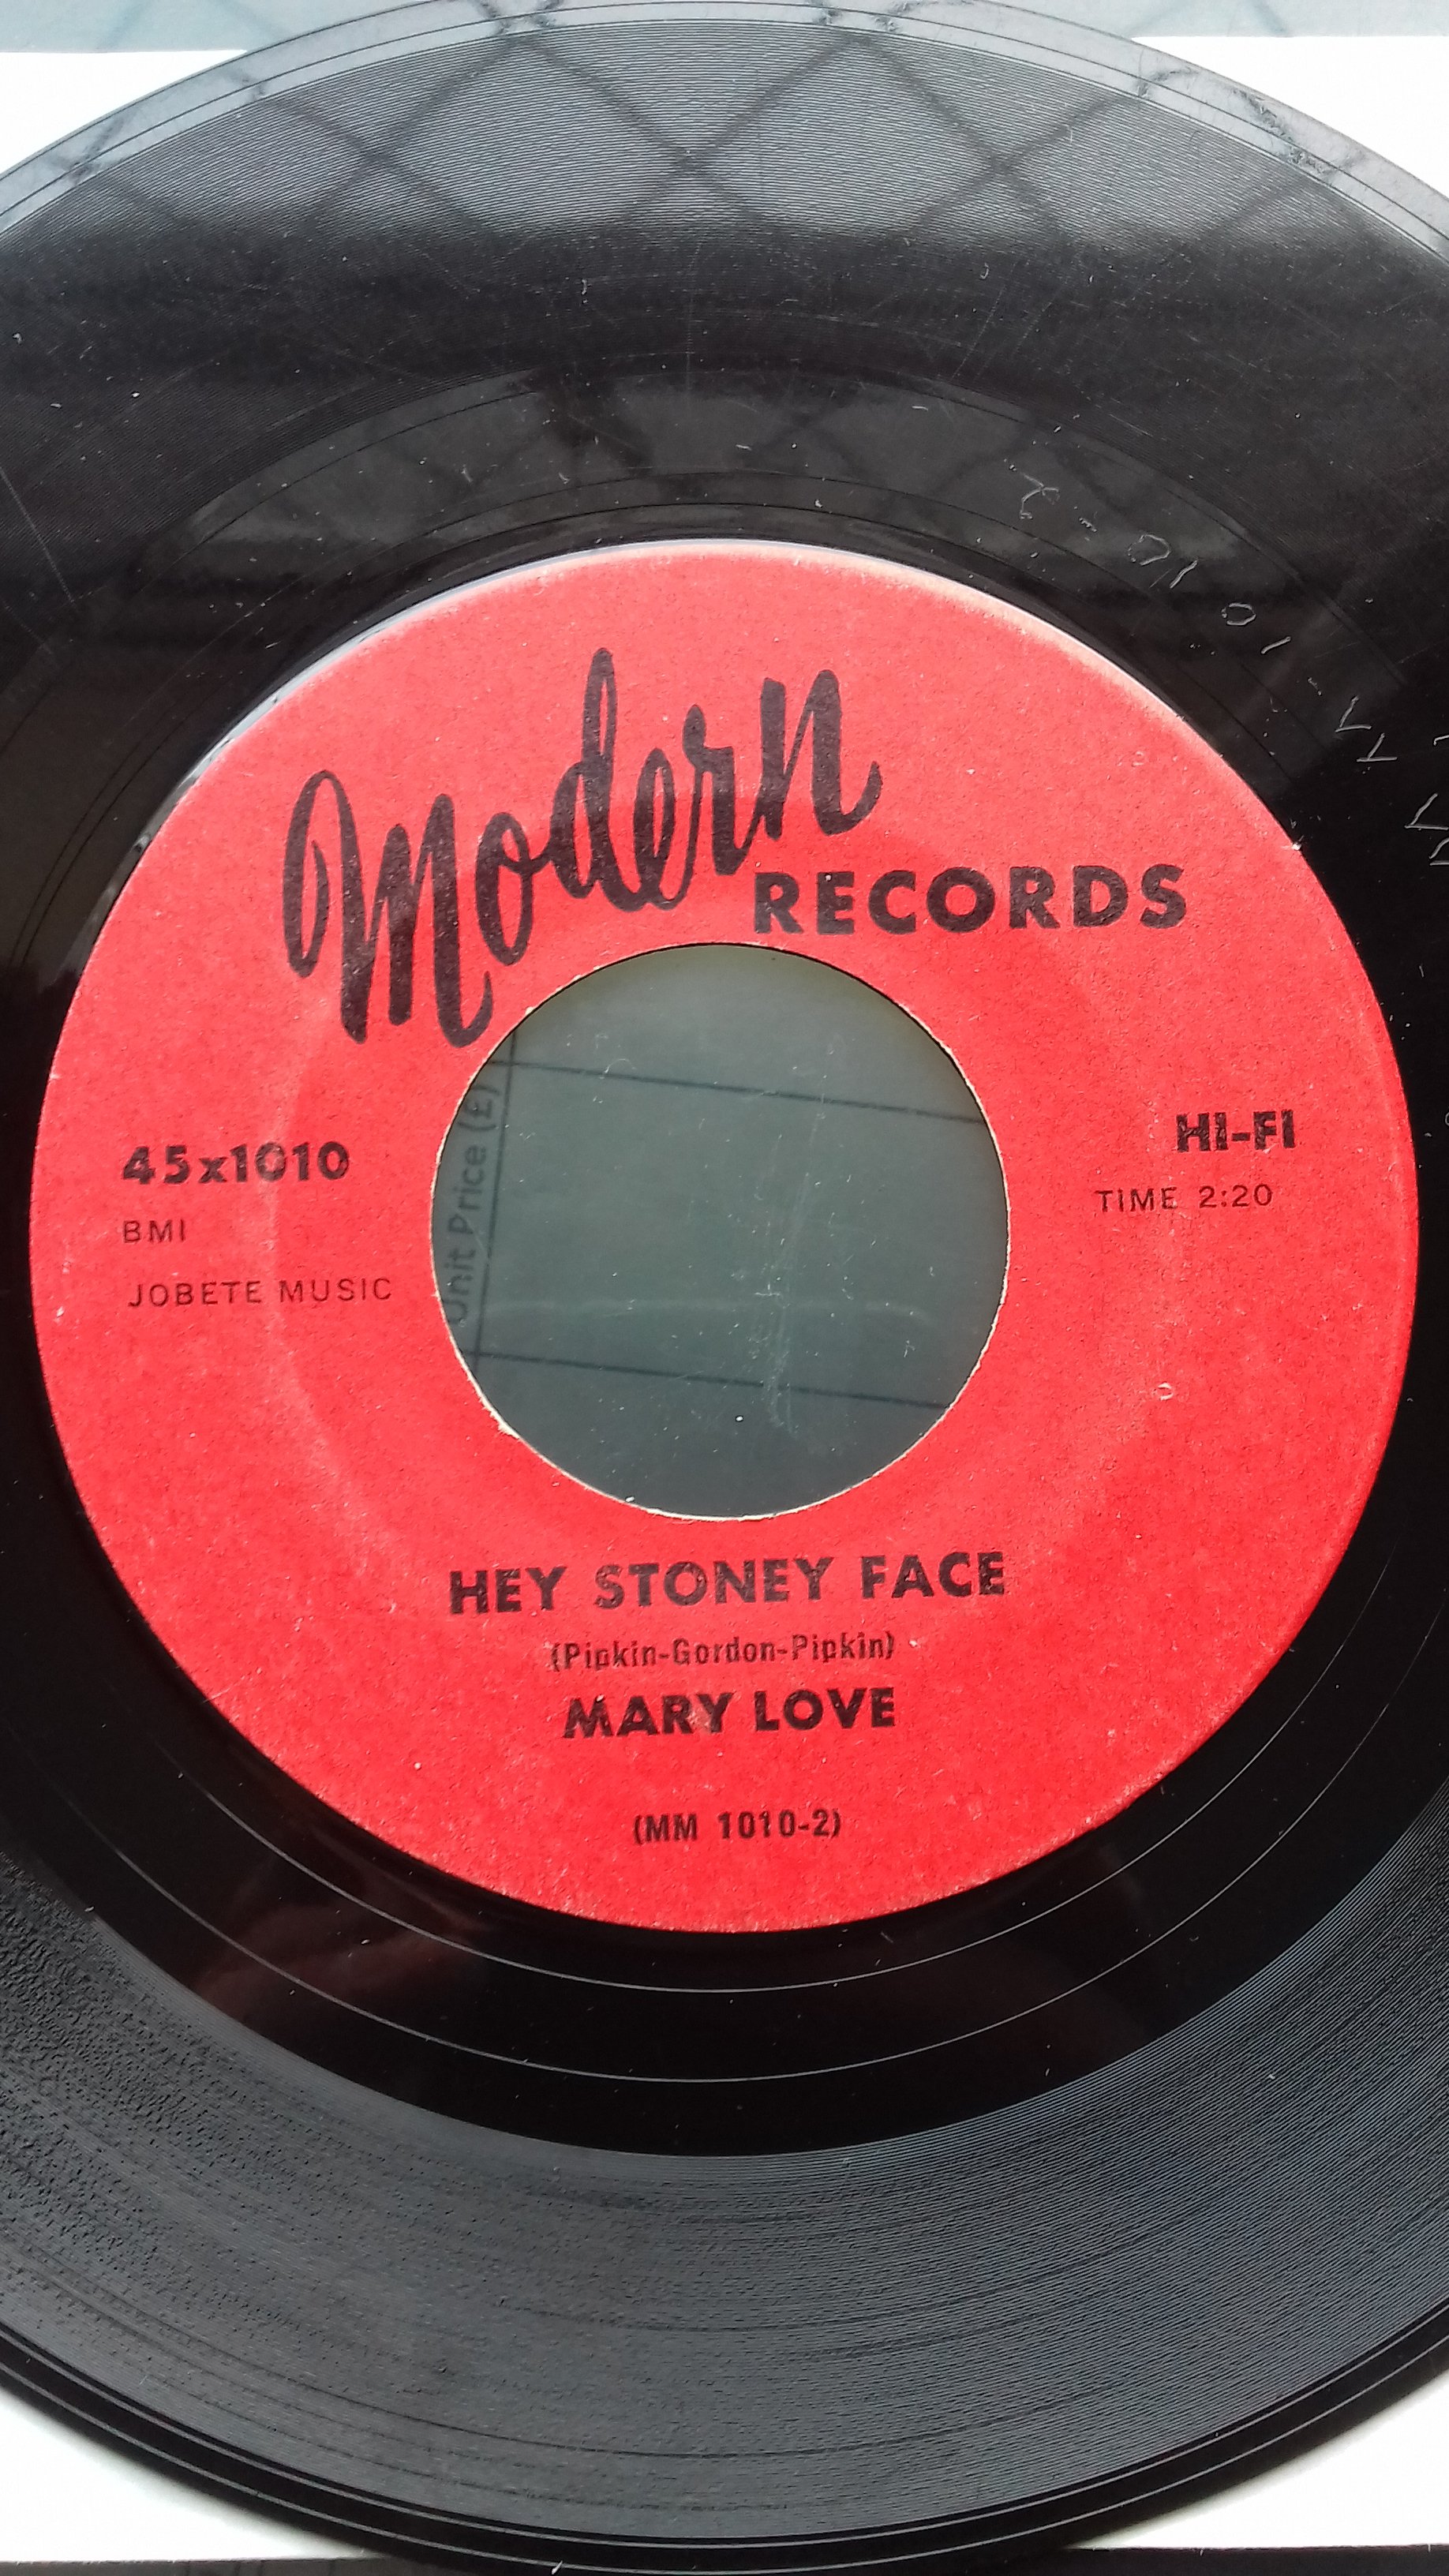 Modern
RECORDS
45x1010
BMI
JOBETE MUSIC
HI-FI
TIME 2:20
Unit Price (£)
HEY STONEY FACE
(Pipkin-Gordon-Pipkin)
MARY LOVE
(MM 1010-2)